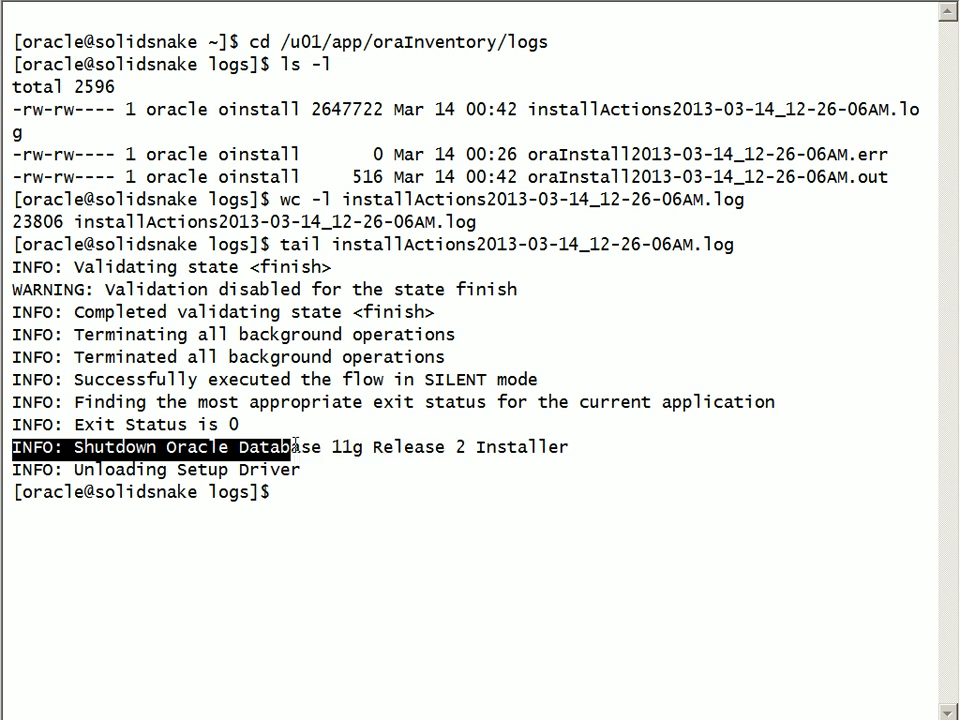 [oracle@solidsnake ~]$ cd /u01/app/oraInventory/logs
[oracle@solidsnake logs]$ ls -l
total 2596
-rw-rw---- 1 oracle oinstall 2647722 Mar 14 00:42 installActions2013-03-14_12-26-06AM.lo
g
-rw-rw---- 1 oracle oinstall       0 Mar 14 00:26 oraInstall2013-03-14_12-26-06AM.err
-rw-rw---- 1 oracle oinstall     516 Mar 14 00:42 oraInstall2013-03-14_12-26-06AM.out
[oracle@solidsnake logs]$ wc -l installActions2013-03-14_12-26-06AM.log
23806 installActions2013-03-14_12-26-06AM.log
[oracle@solidsnake logs]$ tail installActions2013-03-14_12-26-06AM.log
INFO: Validating state <finish>
WARNING: Validation disabled for the state finish
INFO: Completed validating state <finish>
INFO: Terminating all background operations
INFO: Terminated all background operations
INFO: Successfully executed the flow in SILENT mode
INFO: Finding the most appropriate exit status for the current application
INFO: Exit Status is 0
INFO: Shutdown Oracle Database 11g Release 2 Installer
INFO: Unloading Setup Driver
[oracle@solidsnake logs]$